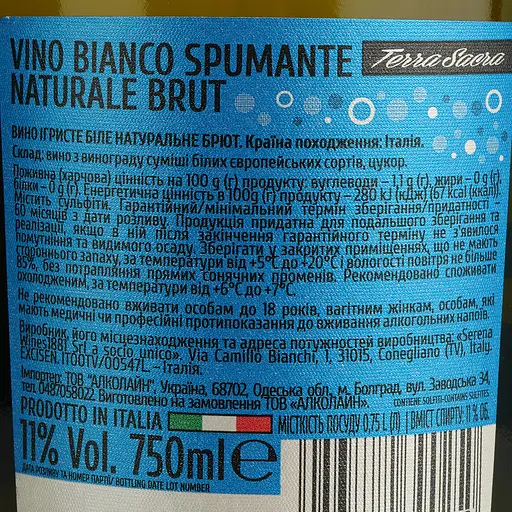 VINO BIANCO SPUMANTE
NATURALE BRUT
Terra Sacra
ВИНО ІГРИСТЕ БІЛЕ НАТУРАЛЬНЕ БРЮТ. Країна походження: Італія.
Склад: вино з винограду суміші білих європейських сортів, цукор.
Поживна (харчова) цінність на 100 g (г) продукту: вуглеводи – 1,1 g (г), жири – 0 g (г),
білки – 0 g (г). Енергетична цінність в 100g (г) продукту – 280 kJ (кДж) (67 kcal (ккал)).
Містить сульфіти. Гарантійний/мінімальний термін зберігання/придатності –
60 місяців з дати розливу. Продукція придатна для подальшого зберігання та
реалізації, якщо в ній після закінчення гарантійного терміну не з'явилося
помутніння та видимого осаду. Зберігати у закритих приміщеннях, що не мають
стороннього запаху, за температури від +5°C до +20°C і вологості повітря не більше
85%, без потрапляння прямих сонячних променів. Рекомендовано споживати
охолодженим, за температури від +6°C до +7°C.
Не рекомендовано вживати особам до 18 років, вагітним жінкам, особам, які
мають медичні чи професійні протипоказання до вживання алкогольних напоїв.
Виробник, його місцезнаходження та адреса потужностей виробництва: «Serena
Wines1881 Srl a socio unico». Via Camillo Bianchi, 1, 31015, Conegliano (TV), Italy.
EXCISEN. IT00TV00547L. – Італія.
Імпортер: ТОВ "АЛКОЛАЙН", Україна, 68702, Одеська обл., м. Болград, вул. Заводська 34,
тел. 0487058022 Виготовлено на замовлення ТОВ «АЛКОЛАЙН».
CONTIENE SOLFITI-CONTAINS SULFITES.
PRODOTTO IN ITALIA
МІСТКІСТЬ ПОСУДУ 0,75 L (Л) | ВМІСТ СПИРТУ: 11 % ОБ.
11% Vol. 750ml℮
ДАТА РОЗЛИВУ ТА НОМЕР ПАРТІЇ/ BOTTLING DATE LOT NUMBER